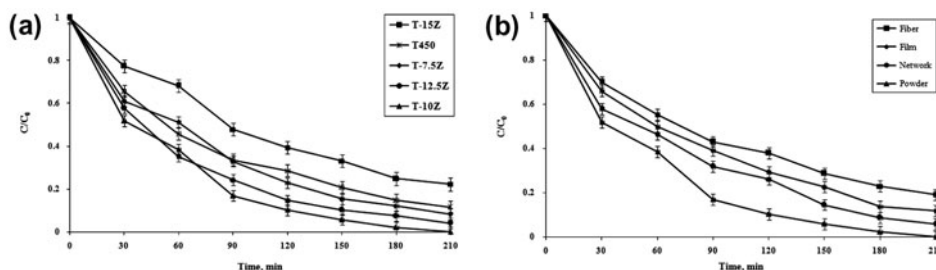 (a)
1
0.8
0.6
0.4
0.2
0
C/C0
0 30 60 90 120 150 180 210
Time, min
T-15Z
T450
T-7.5Z
T-12.5Z
T-10Z
(b)
1
0.8
0.6
0.4
0.2
0
C/C0
0 30 60 90 120 150 180 210
Time, min
Fiber
Film
Network
Powder